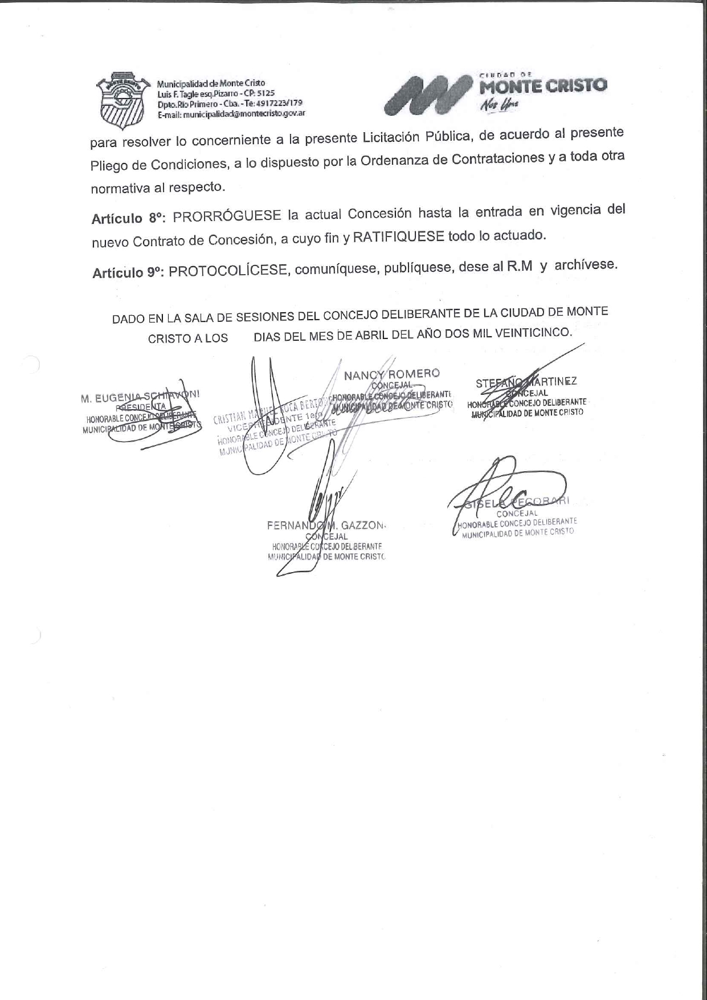 Municipalidad de Monte Cristo
Luis F. Tagle esq.Pizarro - CP: 5125
Dpto.Río Primero - Cba. - Te: 4917223/179
E-mail: municipalidad@montecristo.gov.ar
CIUDAD DE
MONTE CRISTO
Nos Une
para resolver lo concerniente a la presente Licitación Pública, de acuerdo al presente
Pliego de Condiciones, a lo dispuesto por la Ordenanza de Contrataciones y a toda otra
normativa al respecto.
Artículo 8º: PRORRÓGUESE la actual Concesión hasta la entrada en vigencia del
nuevo Contrato de Concesión, a cuyo fin y RATIFIQUESE todo lo actuado.
Artículo 9º: PROTOCOLÍCESE, comuníquese, publíquese, dese al R.M y archívese.
DADO EN LA SALA DE SESIONES DEL CONCEJO DELIBERANTE DE LA CIUDAD DE MONTE
CRISTO A LOS DIAS DEL MES DE ABRIL DEL AÑO DOS MIL VEINTICINCO.
M. EUGENIA SCHIAVONI
PRESIDENTA
HONORABLE CONCEJO DELIBERANTE
MUNICIPALIDAD DE MONTE CRISTO
CRISTIAN MANUEL ROCA
VICEPRESIDENTE 1ero
HONORABLE CONCEJO DELIBERANTE
MUNICIPALIDAD DE MONTE CRISTO
NANCY ROMERO
CONCEJAL
HONORABLE CONCEJO DELIBERANTE
MUNICIPALIDAD DE MONTE CRISTO
STEFANO MARTINEZ
CONCEJAL
HONORABLE CONCEJO DELIBERANTE
MUNICIPALIDAD DE MONTE CRISTO
FERNANDO M. GAZZON
CONCEJAL
HONORABLE CONCEJO DELIBERANTE
MUNICIPALIDAD DE MONTE CRISTO
GISELA PECORARI
CONCEJAL
HONORABLE CONCEJO DELIBERANTE
MUNICIPALIDAD DE MONTE CRISTO